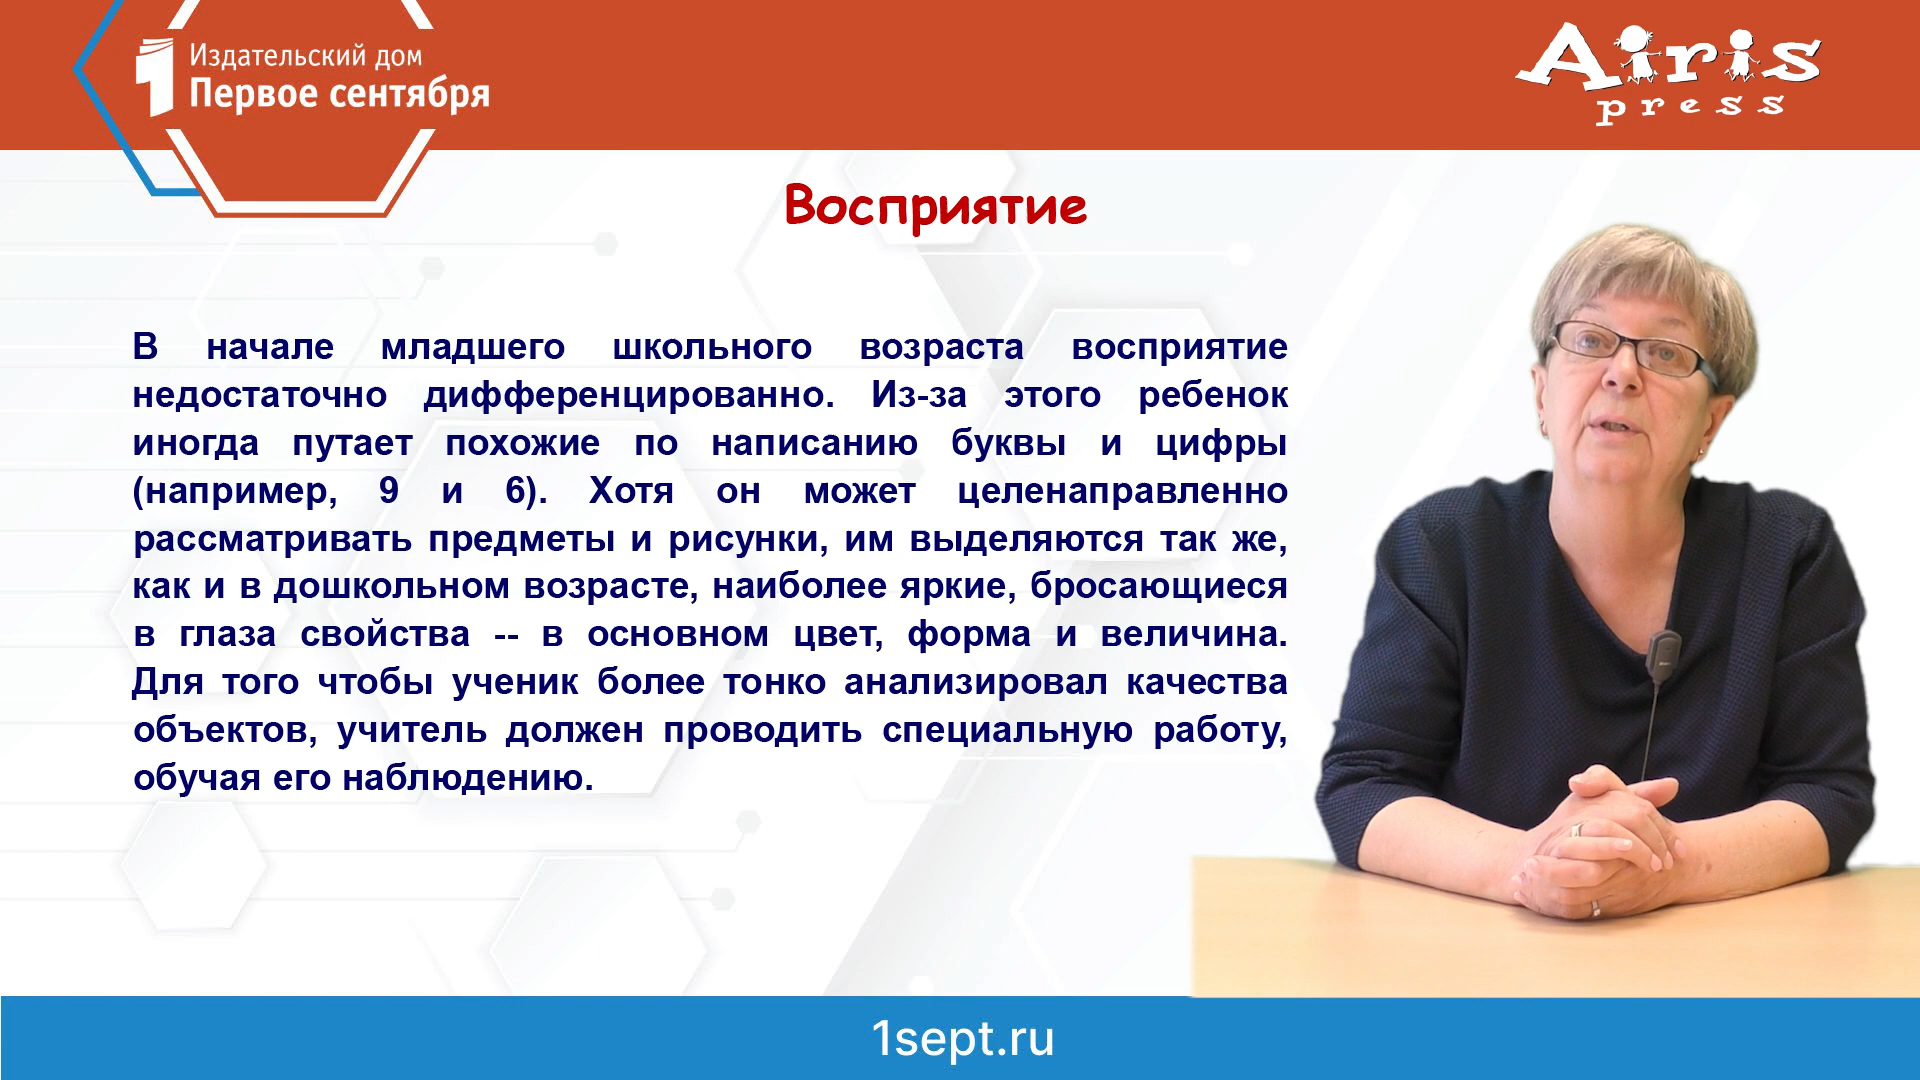 Издательский дом
Первое сентября
Airis
press
Восприятие
В начале младшего школьного возраста восприятие
недостаточно дифференцированно. Из-за этого ребенок
иногда путает похожие по написанию буквы и цифры
(например, 9 и 6). Хотя он может целенаправленно
рассматривать предметы и рисунки, им выделяются так же,
как и в дошкольном возрасте, наиболее яркие, бросающиеся
в глаза свойства -- в основном цвет, форма и величина.
Для того чтобы ученик более тонко анализировал качества
объектов, учитель должен проводить специальную работу,
обучая его наблюдению.
1sept.ru